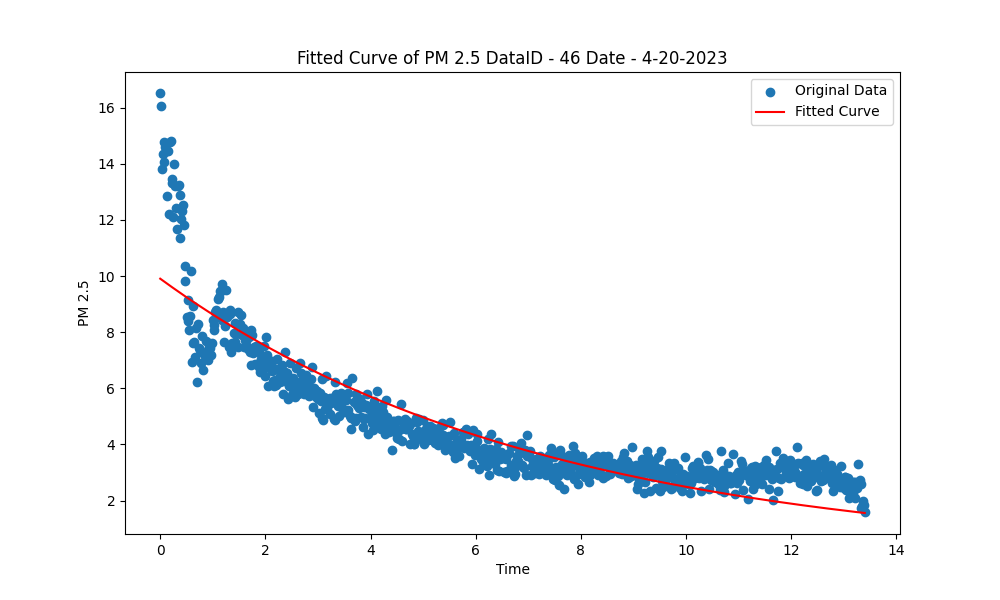 Fitted Curve of PM 2.5 DataID - 46 Date - 4-20-2023
Original Data
Fitted Curve
PM 2.5
16
14
12
10
8
6
4
2
0 2 4 6 8 10 12 14
Time